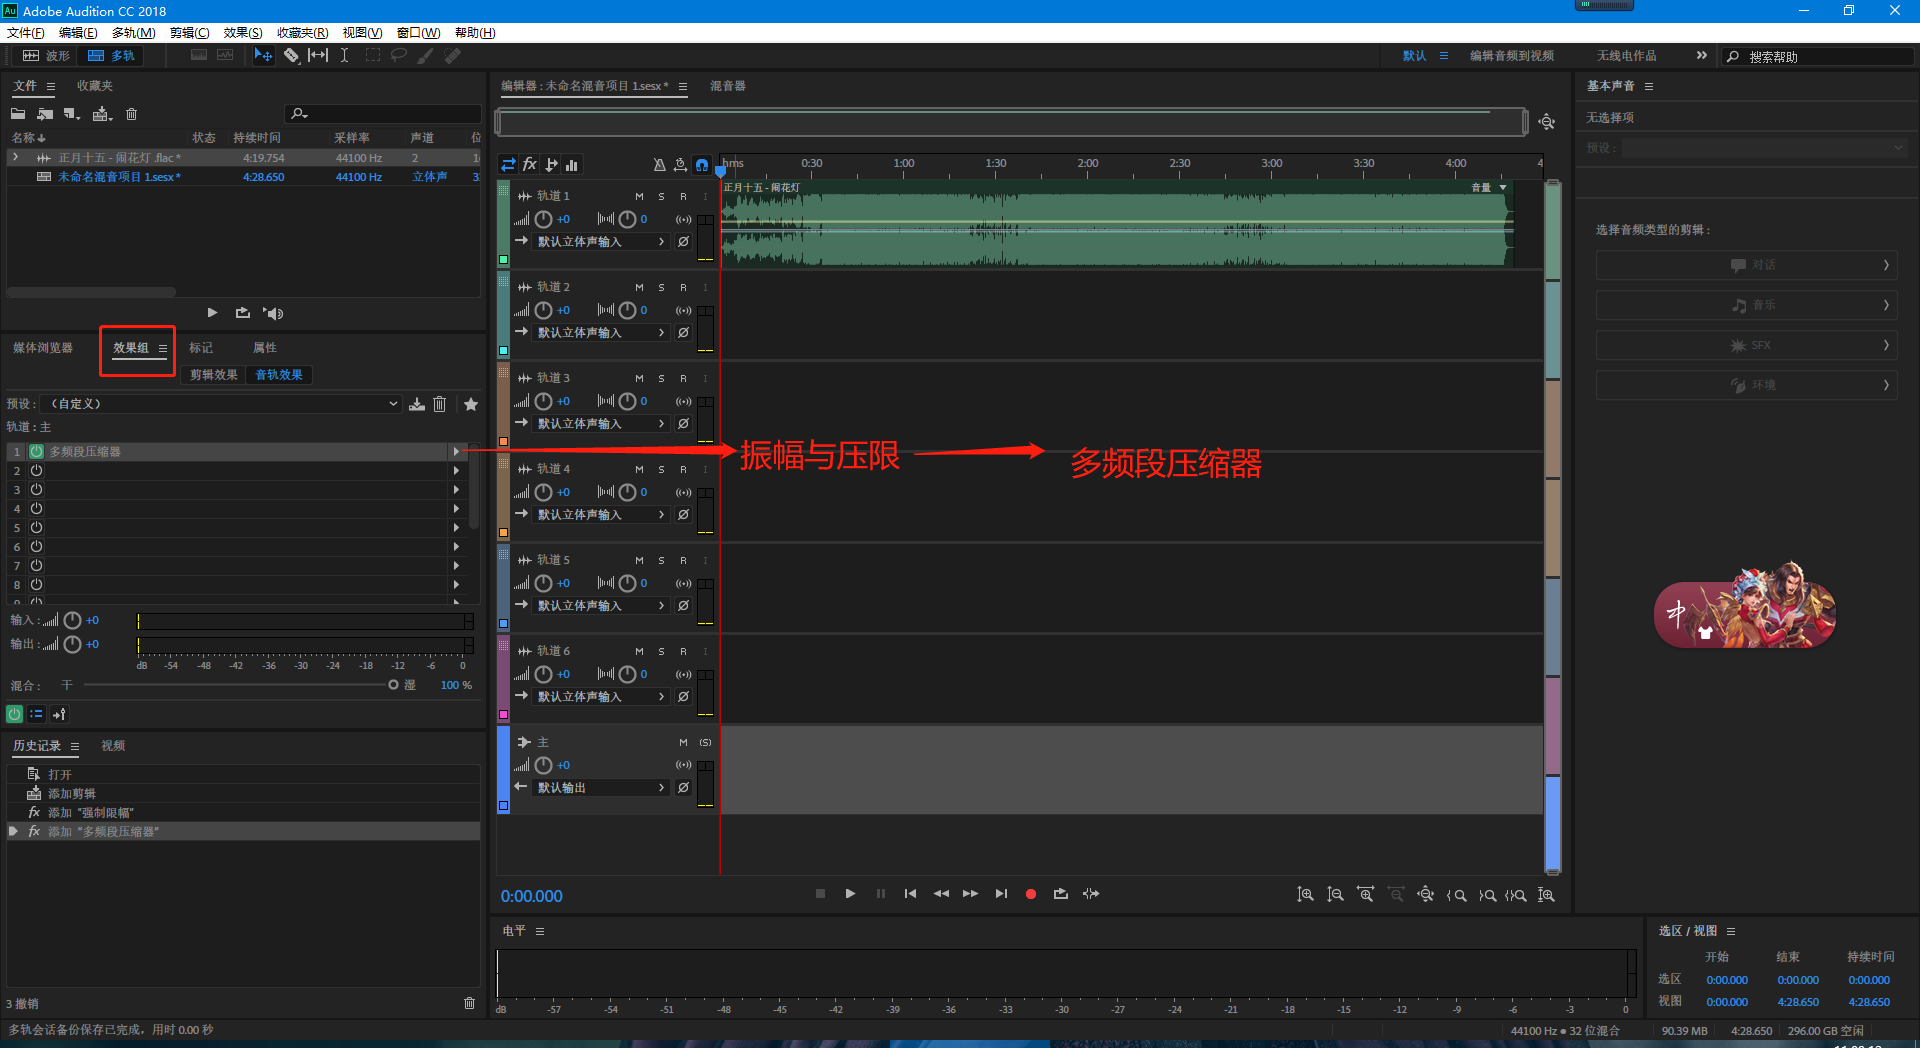 Au Adobe Audition CC 2018
文件(F) 编辑(E) 多轨(M) 剪辑(C) 效果(S) 收藏夹(R) 视图(V) 窗口(W) 帮助(H)
波形 多轨 默认 编辑音频到视频 无线电作品 搜索帮助
文件 收藏夹
名称 状态 持续时间 采样率 声道 位
正月十五 - 闹花灯 .flac * 4:19.754 44100 Hz 2
未命名混音项目 1.sesx * 4:28.650 44100 Hz 立体声
媒体浏览器 效果组 标记 属性
剪辑效果 音轨效果
预设: (自定义)
轨道: 主
1 多频段压缩器
2
3
4
5
6
7
8
输入: +0
输出: +0
dB -54 -48 -42 -36 -30 -24 -18 -12 -6 0
混合: 干 湿 100 %
历史记录 视频
打开
添加剪辑
fx 添加 "强制限幅"
fx 添加 "多频段压缩器"
3 撤销
多轨会话备份保存已完成，用时 0.00 秒
编辑器: 未命名混音项目 1.sesx * 混音器
fx hms 0:30 1:00 1:30 2:00 2:30 3:00 3:30 4:00
轨道 1 M S R I
+0 0
默认立体声输入
正月十五 - 闹花灯 音量
轨道 2 M S R I
+0 0
默认立体声输入
轨道 3 M S R I
+0 0
默认立体声输入
振幅与压限 多频段压缩器
轨道 4 M S R I
+0 0
默认立体声输入
轨道 5 M S R I
+0 0
默认立体声输入
轨道 6 M S R I
+0 0
默认立体声输入
主 M (S)
+0
默认输出
0:00.000
电平
dB -57 -54 -51 -48 -45 -42 -39 -36 -33 -30 -27 -24 -21 -18 -15 -12 -9 -6 -3 0
基本声音
无选择项
预设:
选择音频类型的剪辑:
对话
音乐
SFX
环境
中
选区 / 视图
开始 结束 持续时间
选区 0:00.000 0:00.000 0:00.000
视图 0:00.000 4:28.650 4:28.650
44100 Hz ● 32 位混合 90.39 MB 4:28.650 296.00 GB 空闲